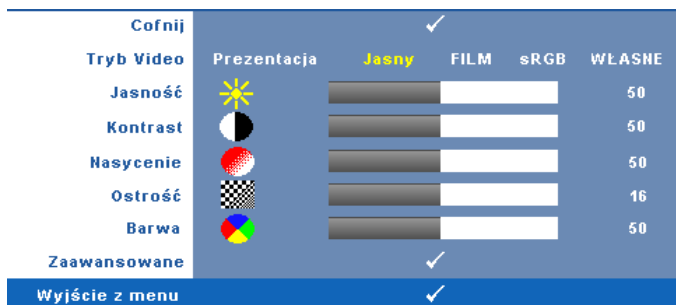 Cofnij
Tryb Video Prezentacja Jasny FILM sRGB WŁASNE
Jasność 50
Kontrast 50
Nasycenie 50
Ostrość 16
Barwa 50
Zaawansowane
Wyjście z menu